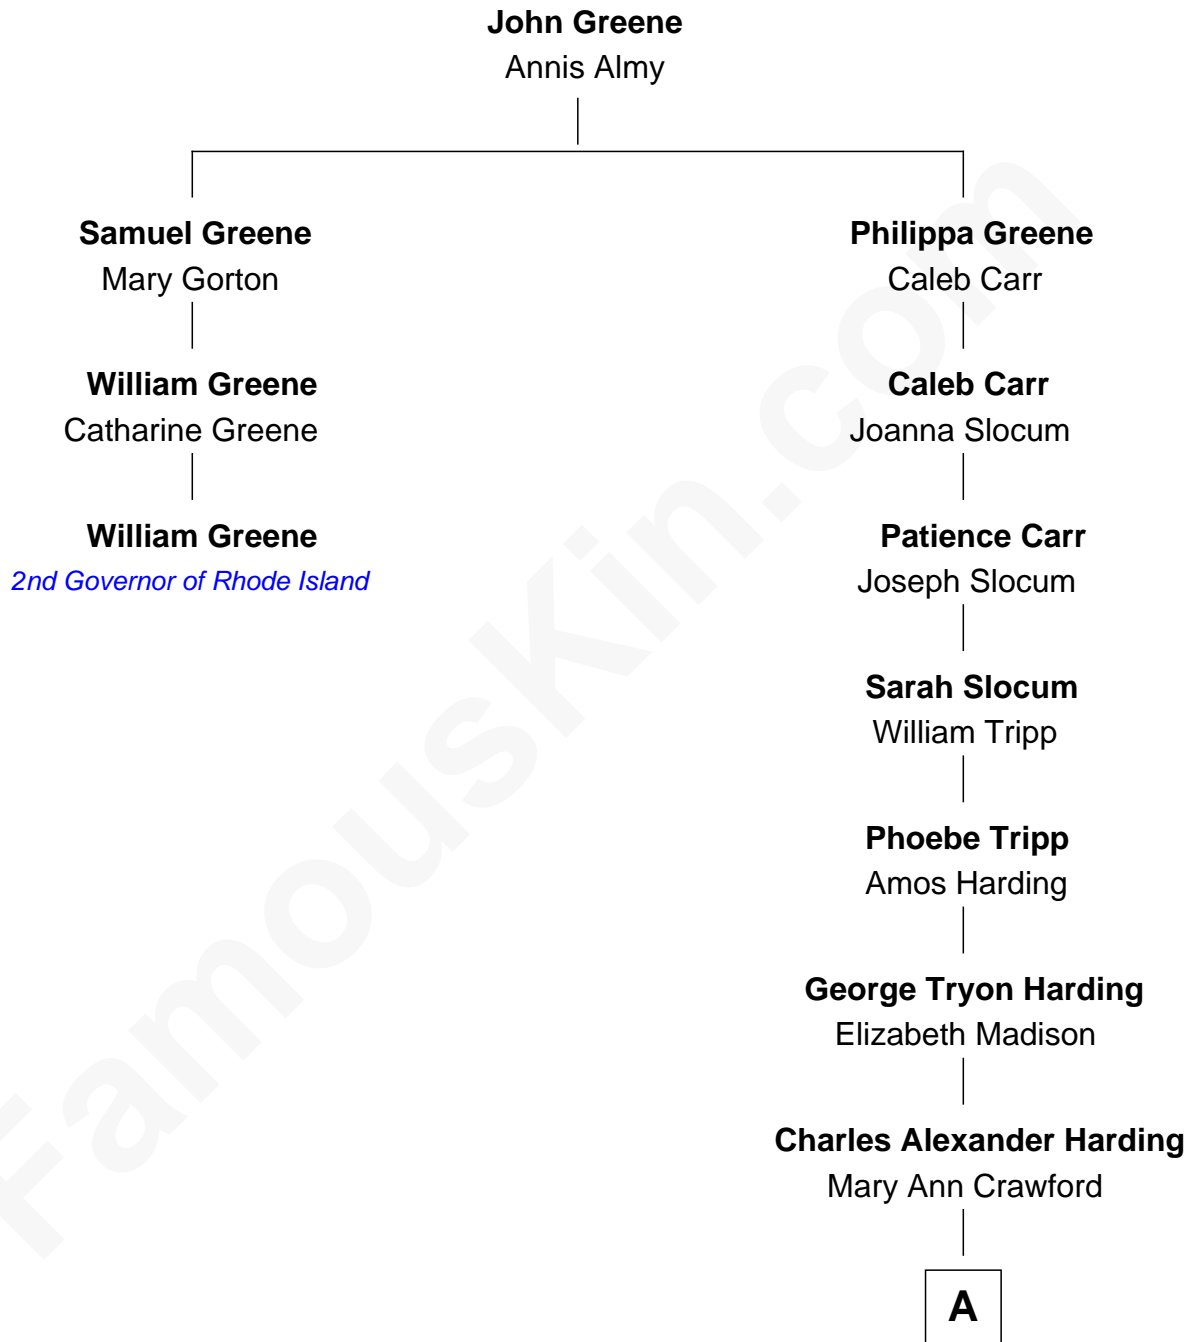 John Greene
Annis Almy
Samuel Greene
Mary Gorton
William Greene
Catharine Greene
William Greene
2nd Governor of Rhode Island
Philippa Greene
Caleb Carr
Caleb Carr
Joanna Slocum
Patience Carr
Joseph Slocum
Sarah Slocum
William Tripp
Phoebe Tripp
Amos Harding
George Tryon Harding
Elizabeth Madison
Charles Alexander Harding
Mary Ann Crawford
A
FamousKin.com